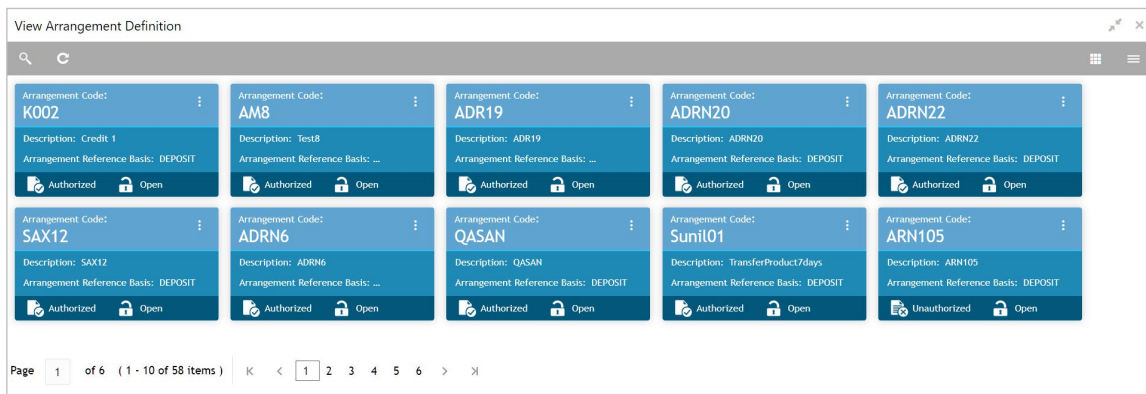 View Arrangement Definition
Arrangement Code: Arrangement Code: Arrangement Code: Arrangement Code: Arrangement Code:
K002 AM8 ADR19 ADRN20 ADRN22
Description: Credit 1 Description: Test8 Description: ADR19 Description: ADRN20 Description: ADRN22
Arrangement Reference Basis: DEPOSIT Arrangement Reference Basis: ... Arrangement Reference Basis: ... Arrangement Reference Basis: DEPOSIT Arrangement Reference Basis: DEPOSIT
Authorized Open Authorized Open Authorized Open Authorized Open Authorized Open
Arrangement Code: Arrangement Code: Arrangement Code: Arrangement Code: Arrangement Code:
SAX12 ADRN6 QASAN Sunil01 ARN105
Description: SAX12 Description: ADRN6 Description: QASAN Description: TransferProduct7days Description: ARN105
Arrangement Reference Basis: DEPOSIT Arrangement Reference Basis: ... Arrangement Reference Basis: DEPOSIT Arrangement Reference Basis: DEPOSIT Arrangement Reference Basis: DEPOSIT
Authorized Open Authorized Open Authorized Open Authorized Open Unauthorized Open
Page 1 of 6 ( 1 - 10 of 58 items ) 1 2 3 4 5 6